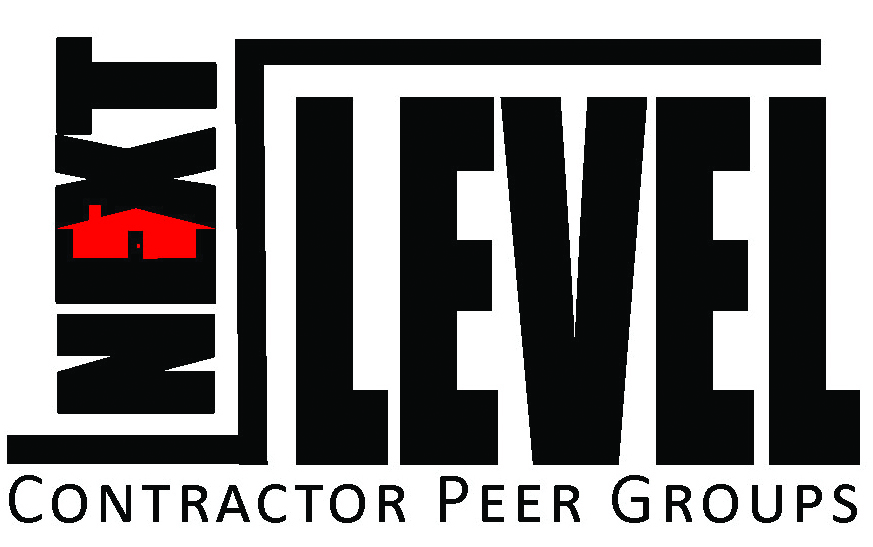 NEXT
LEVEL
CONTRACTOR PEER GROUPS